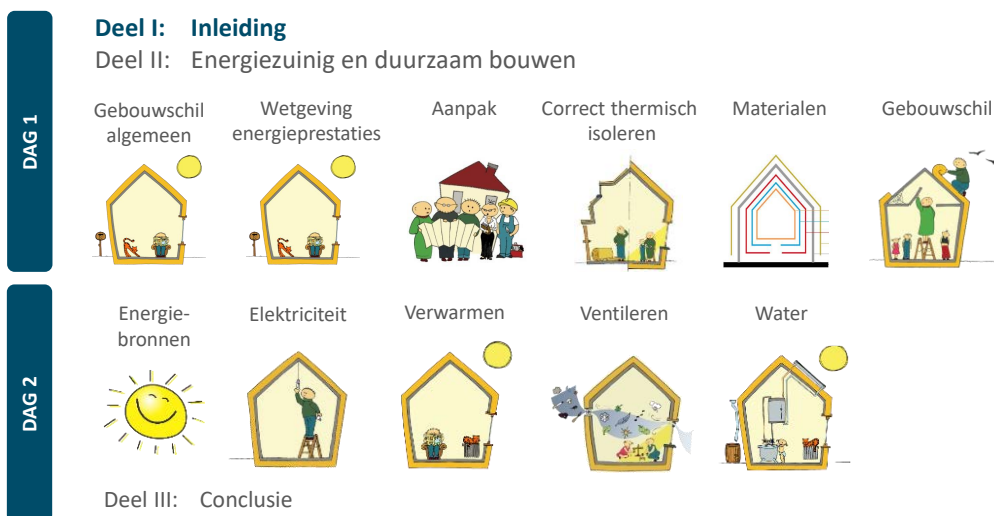 Deel I: Inleiding
Deel II: Energiezuinig en duurzaam bouwen
DAG 1
Gebouwschil
algemeen
Wetgeving
energieprestaties
Aanpak
Correct thermisch
isoleren
Materialen
Gebouwschil
DAG 2
Energie-
bronnen
Elektriciteit
Verwarmen
Ventileren
Water
Deel III: Conclusie